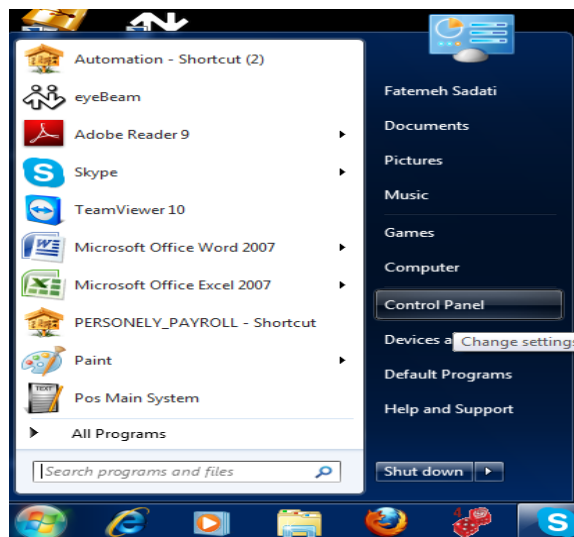 Automation - Shortcut (2)
eyeBeam
Adobe Reader 9
Skype
TeamViewer 10
Microsoft Office Word 2007
Microsoft Office Excel 2007
PERSONELY_PAYROLL - Shortcut
Paint
TEXT
Pos Main System
All Programs
Search programs and files
Fatemeh Sadati
Documents
Pictures
Music
Games
Computer
Control Panel
Devices a
Change settings
Default Programs
Help and Support
Shut down